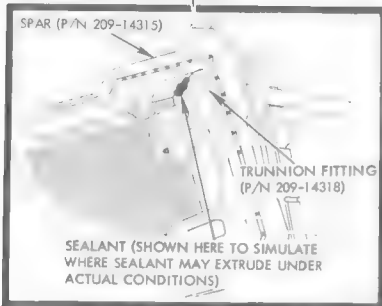 SPAR (P/N 209-14315)
TRUNNION FITTING
(P/N 209-14318)
SEALANT (SHOWN HERE TO SIMULATE
WHERE SEALANT MAY EXTRUDE UNDER
ACTUAL CONDITIONS)